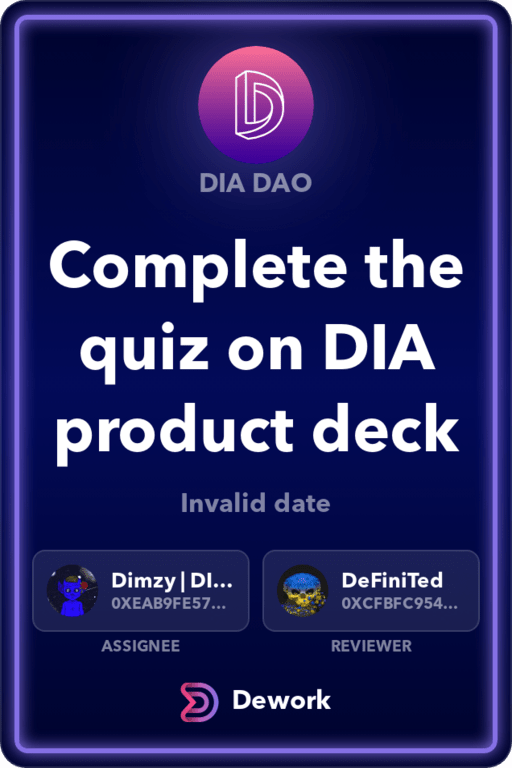 DIA DAO
Complete the
quiz on DIA
product deck
Invalid date
Dimzy | DI...
0XEAB9FE57...
ASSIGNEE
DeFiniTed
0XCFBFC954...
REVIEWER
Dework